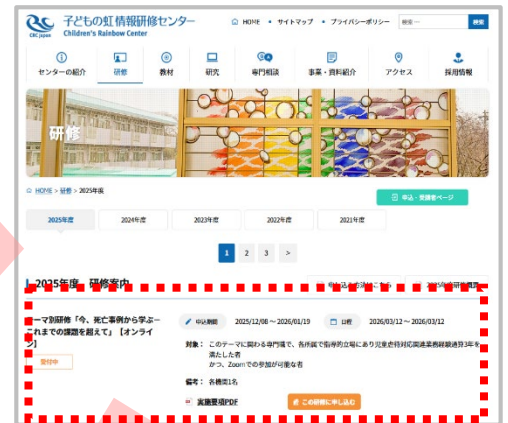 子どもの虹情報研修センター
CRC Japan Children's Rainbow Center
HOME • サイトマップ • プライバシーポリシー 検索 … 検索
センターの紹介 研修 教材 研究 専門相談 事業・資料紹介 アクセス 採用情報
研修
HOME > 研修 > 2025年度
申込・受講者ページ
2025年度 2024年度 2023年度 2022年度 2021年度
1 2 3 >
2025年度 研修案内
テーマ別研修「今、死亡事例から学ぶ―
これまでの課題を超えて」【オンライ
ン】
受付中
申込期間 2025/12/08 ~ 2026/01/19 日程 2026/03/12 ~ 2026/03/12
対象: このテーマに関わる専門職で、各所属で指導的立場にあり児童虐待対応関連業務経験通算3年を
満たした者
かつ、Zoomでの参加が可能な者
備考: 各機関1名
実施要項PDF この研修に申し込む